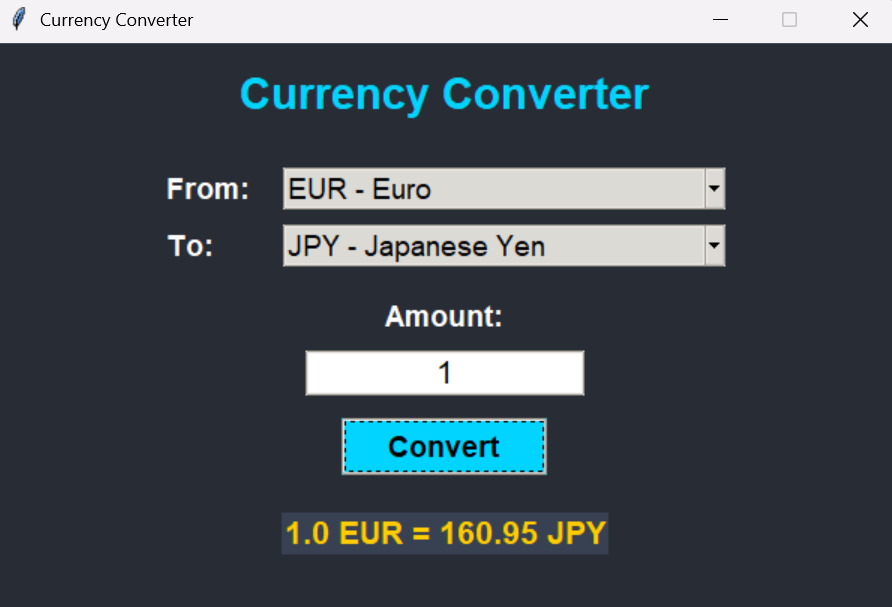 Currency Converter
Currency Converter
From: EUR - Euro
To: JPY - Japanese Yen
Amount:
1
Convert
1.0 EUR = 160.95 JPY